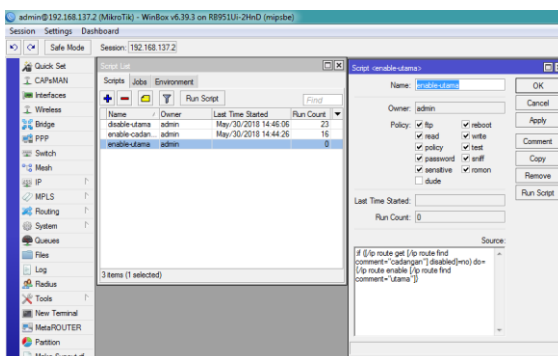 admin@192.168.137.2 (MikroTik) - WinBox v6.39.3 on RB951Ui-2HnD (mipsbe)
Session Settings Dashboard
Safe Mode Session: 192.168.137.2
Quick Set
CAPsMAN
Interfaces
Wireless
Bridge
PPP
Switch
Mesh
IP
MPLS
Routing
System
Queues
Files
Log
Radius
Tools
New Terminal
MetaROUTER
Partition
Script List
Scripts Jobs Environment
Run Script Find
Name Owner Last Time Started Run Count
disable-utama admin May/30/2018 14:46:06 23
enable-cadan... admin May/30/2018 14:44:26 16
enable-utama admin 0
3 items (1 selected)
Script <enable-utama>
Name: enable-utama
Owner: admin
Policy: ftp reboot
read write
policy test
password sniff
sensitive romon
dude
Last Time Started:
Run Count: 0
Source:
:if ([/ip route get [/ip route find
comment="cadangan"] disabled]=no) do=
{/ip route enable [/ip route find
comment="utama"]}
OK
Cancel
Apply
Comment
Copy
Remove
Run Script